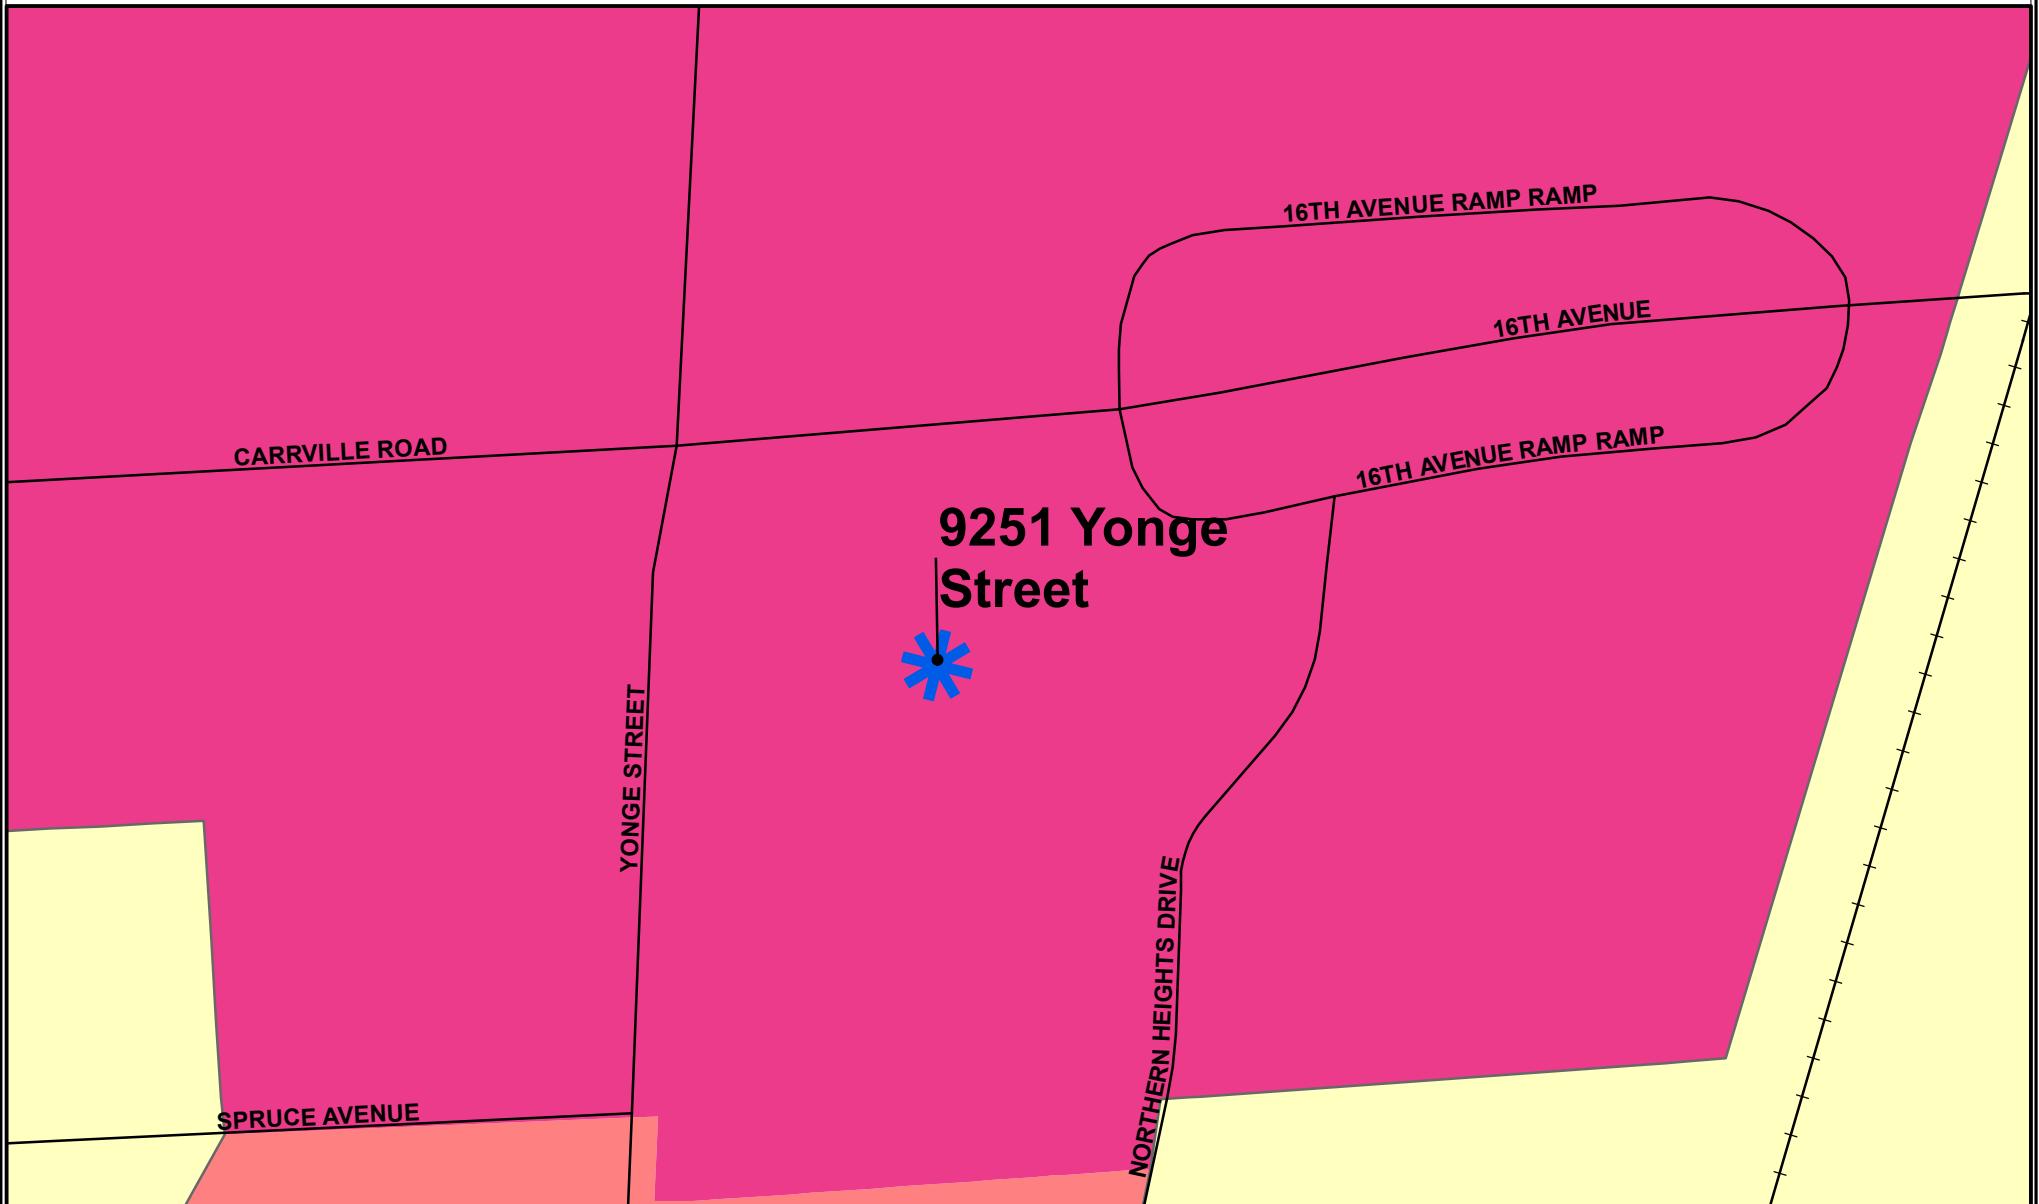 16TH AVENUE RAMP RAMP
16TH AVENUE
CARRVILLE ROAD
16TH AVENUE RAMP RAMP
9251 Yonge
Street
YONGE STREET
NORTHERN HEIGHTS DRIVE
SPRUCE AVENUE